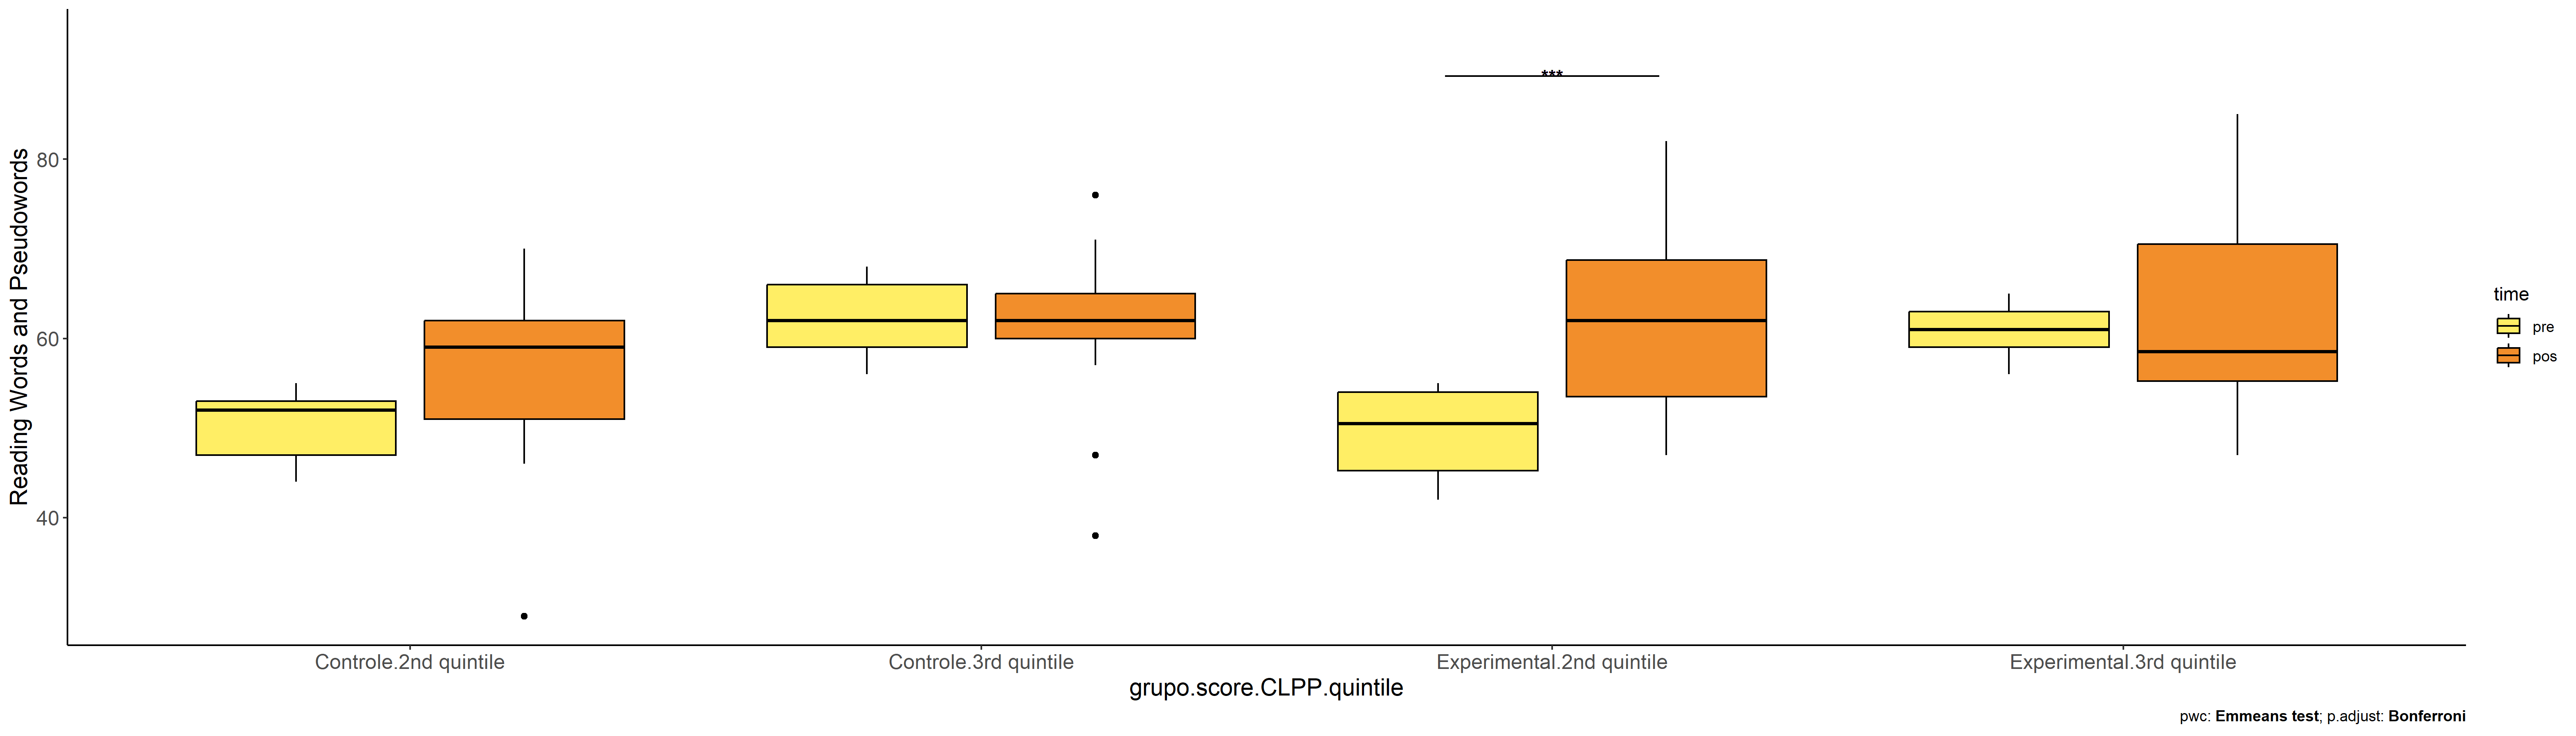 ***
Reading Words and Pseudowords
80
60
40
Controle.2nd quintile
Controle.3rd quintile
Experimental.2nd quintile
Experimental.3rd quintile
grupo.score.CLPP.quintile
time
pre
pos
pwc: Emmeans test; p.adjust: Bonferroni